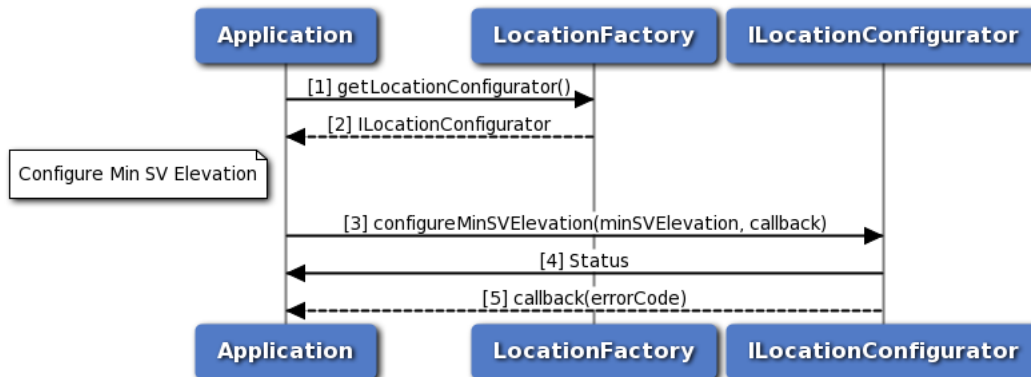 Application
LocationFactory
ILocationConfigurator
[1] getLocationConfigurator()
[2] ILocationConfigurator
Configure Min SV Elevation
[3] configureMinSVElevation(minSVElevation, callback)
[4] Status
[5] callback(errorCode)
Application
LocationFactory
ILocationConfigurator